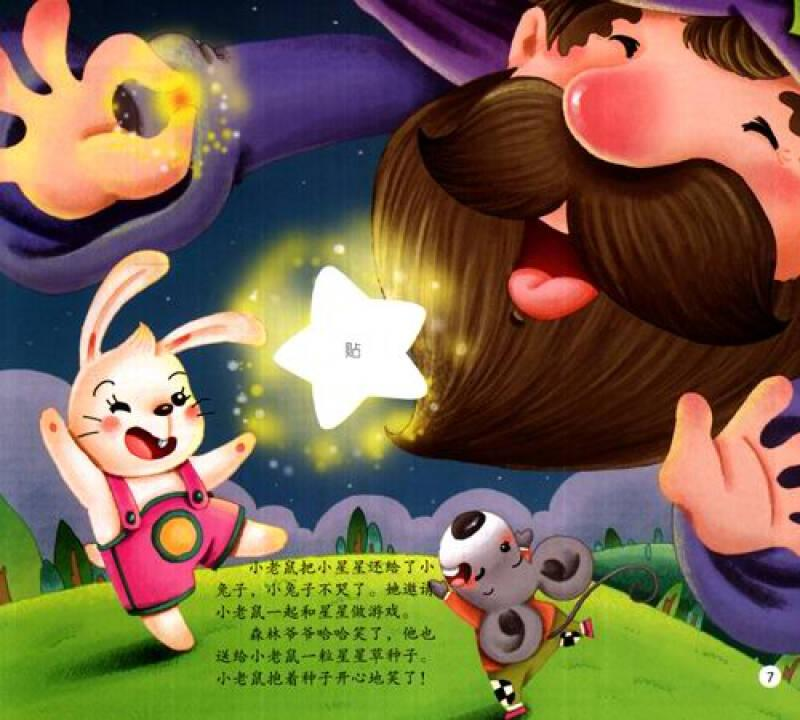 贴
小老鼠把小星星还给了小
兔子，小兔子不哭了。她邀请
小老鼠一起和星星做游戏。
森林爷爷哈哈笑了，他也
送给小老鼠一粒星星草种子。
小老鼠抱着种子开心地笑了！
7